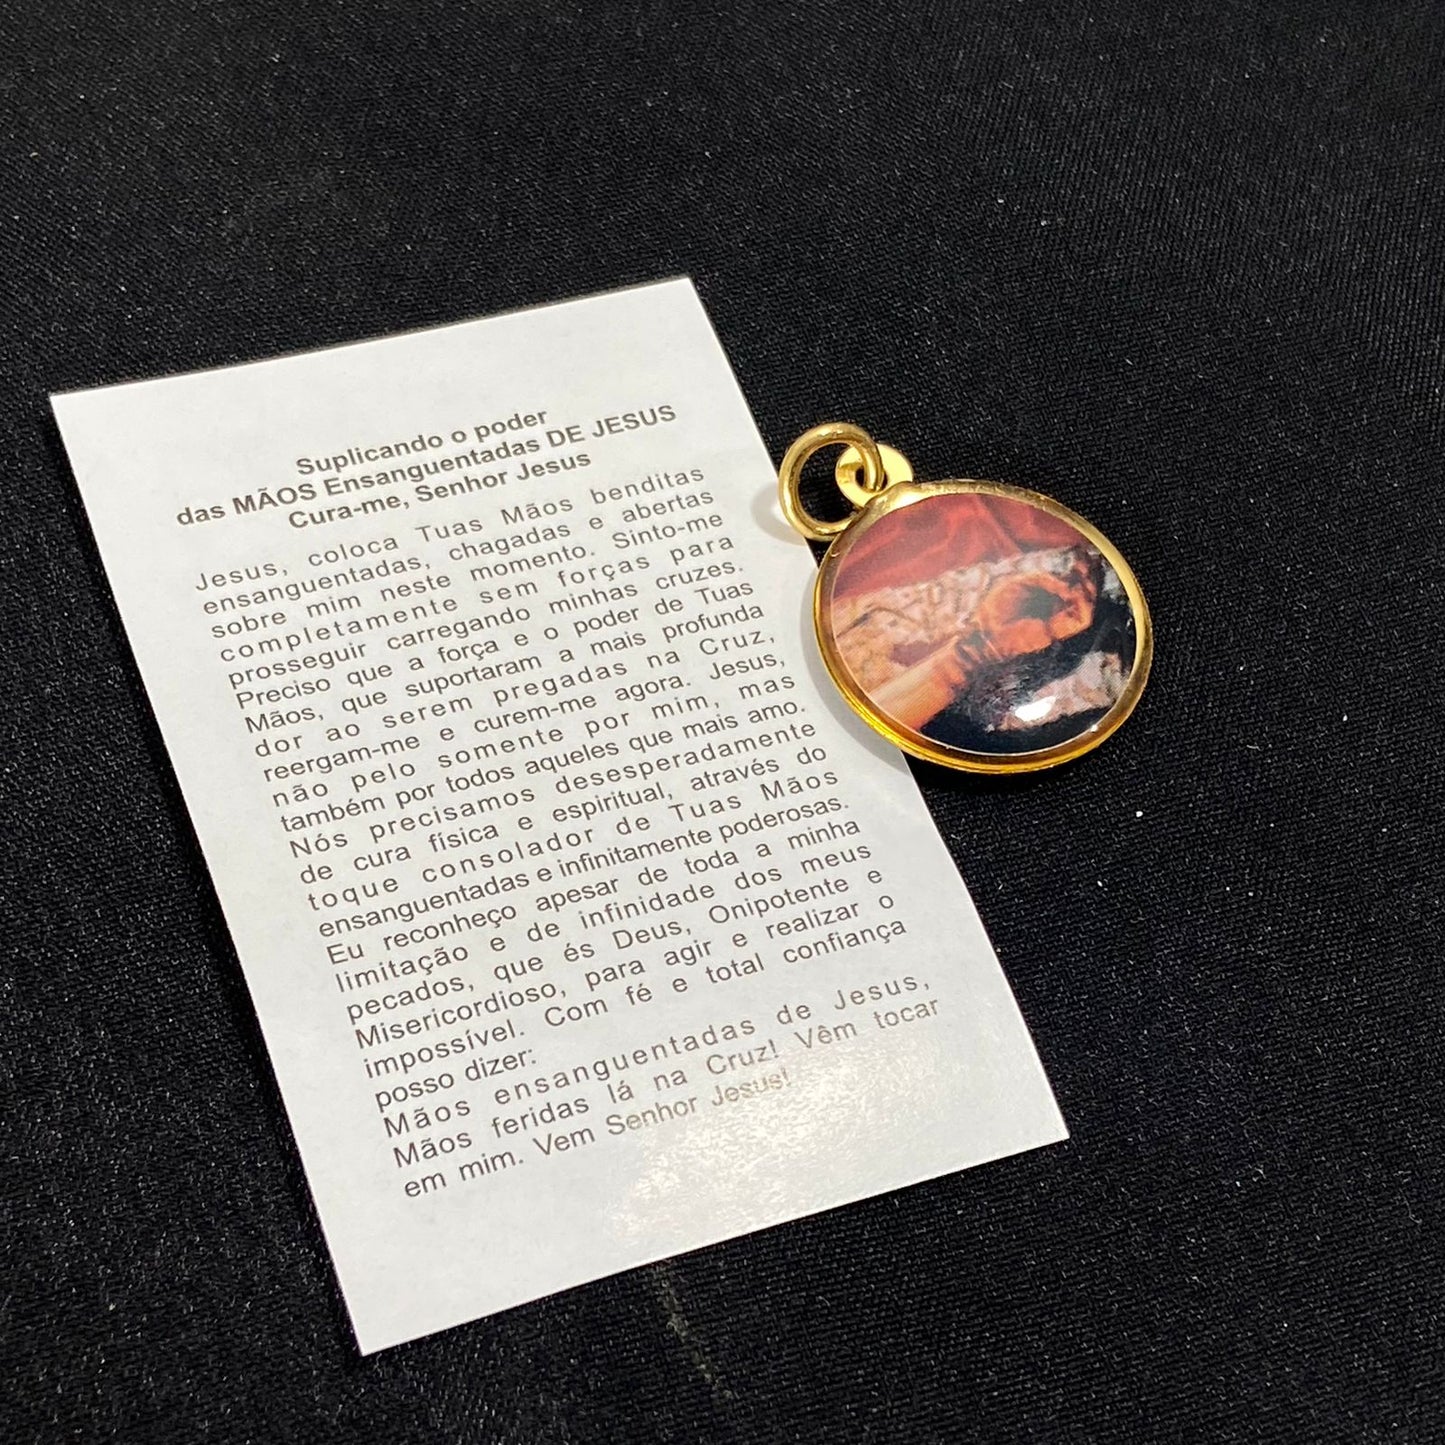 Suplicando o poder
das MÃOS Ensanguentadas DE JESUS
Cura-me, Senhor Jesus
Jesus, coloca Tuas Mãos benditas
ensanguentadas, chagadas e abertas
sobre mim neste momento. Sinto-me
completamente sem forças para
prosseguir carregando minhas cruzes.
Preciso que a força e o poder de Tuas
Mãos, que suportaram a mais profunda
dor ao serem pregadas na Cruz,
reergam-me e curem-me agora. Jesus,
não pelo somente por mim, mas
também por todos aqueles que mais amo.
Nós precisamos desesperadamente
de cura física e espiritual, através do
toque consolador de Tuas Mãos
ensanguentadas e infinitamente poderosas.
Eu reconheço apesar de toda a minha
limitação e de infinidade dos meus
pecados, que és Deus, Onipotente e
Misericordioso, para agir e realizar o
impossível. Com fé e total confiança
posso dizer:
Mãos ensanguentadas de Jesus,
Mãos feridas lá na Cruz! Vêm tocar
em mim. Vem Senhor Jesus!